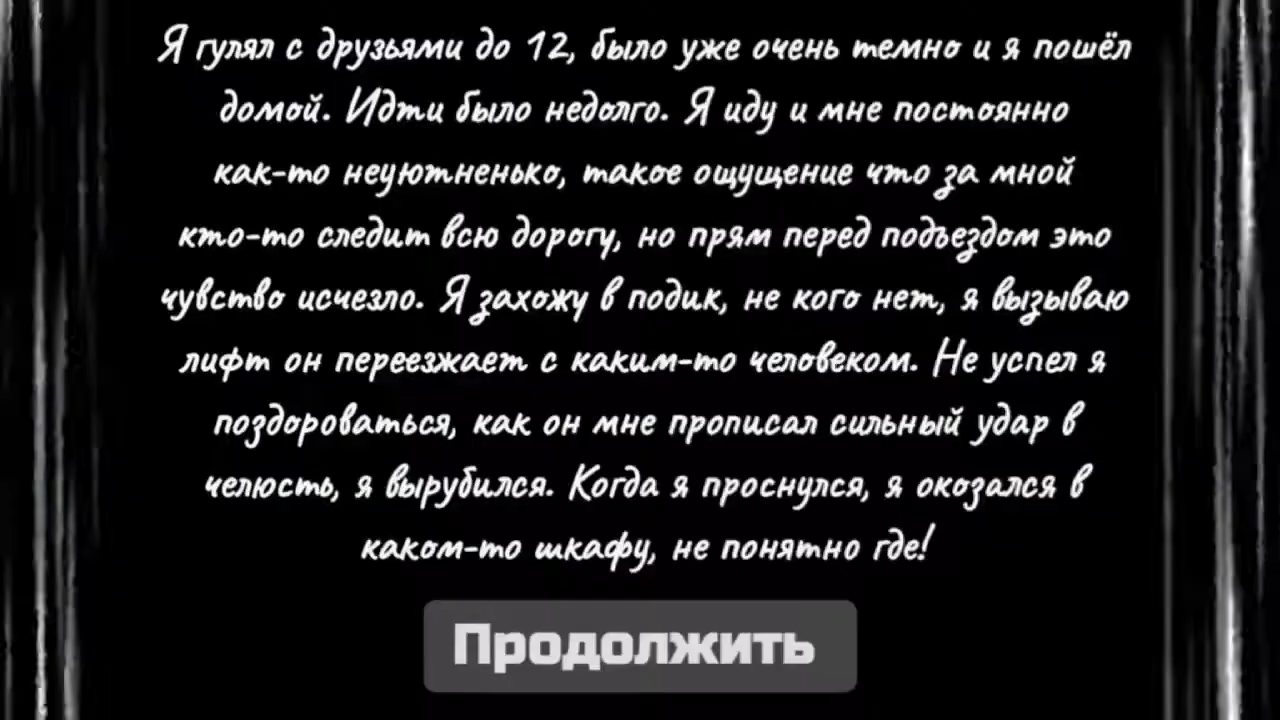 Я гулял с друзьями до 12, было уже очень темно и я пошёл
домой. Идти было недолго. Я иду и мне постоянно
как-то неуютненько, такое ощущение что за мной
кто-то следит всю дорогу, но прям перед подъездом это
чувство исчезло. Я захожу в подик, не кого нет, я вызываю
лифт он переезжает с каким-то человеком. Не успел я
поздороваться, как он мне прописал сильный удар в
челюсть, я вырубился. Когда я проснулся, я окозался в
каком-то шкафу, не понятно где!
Продолжить